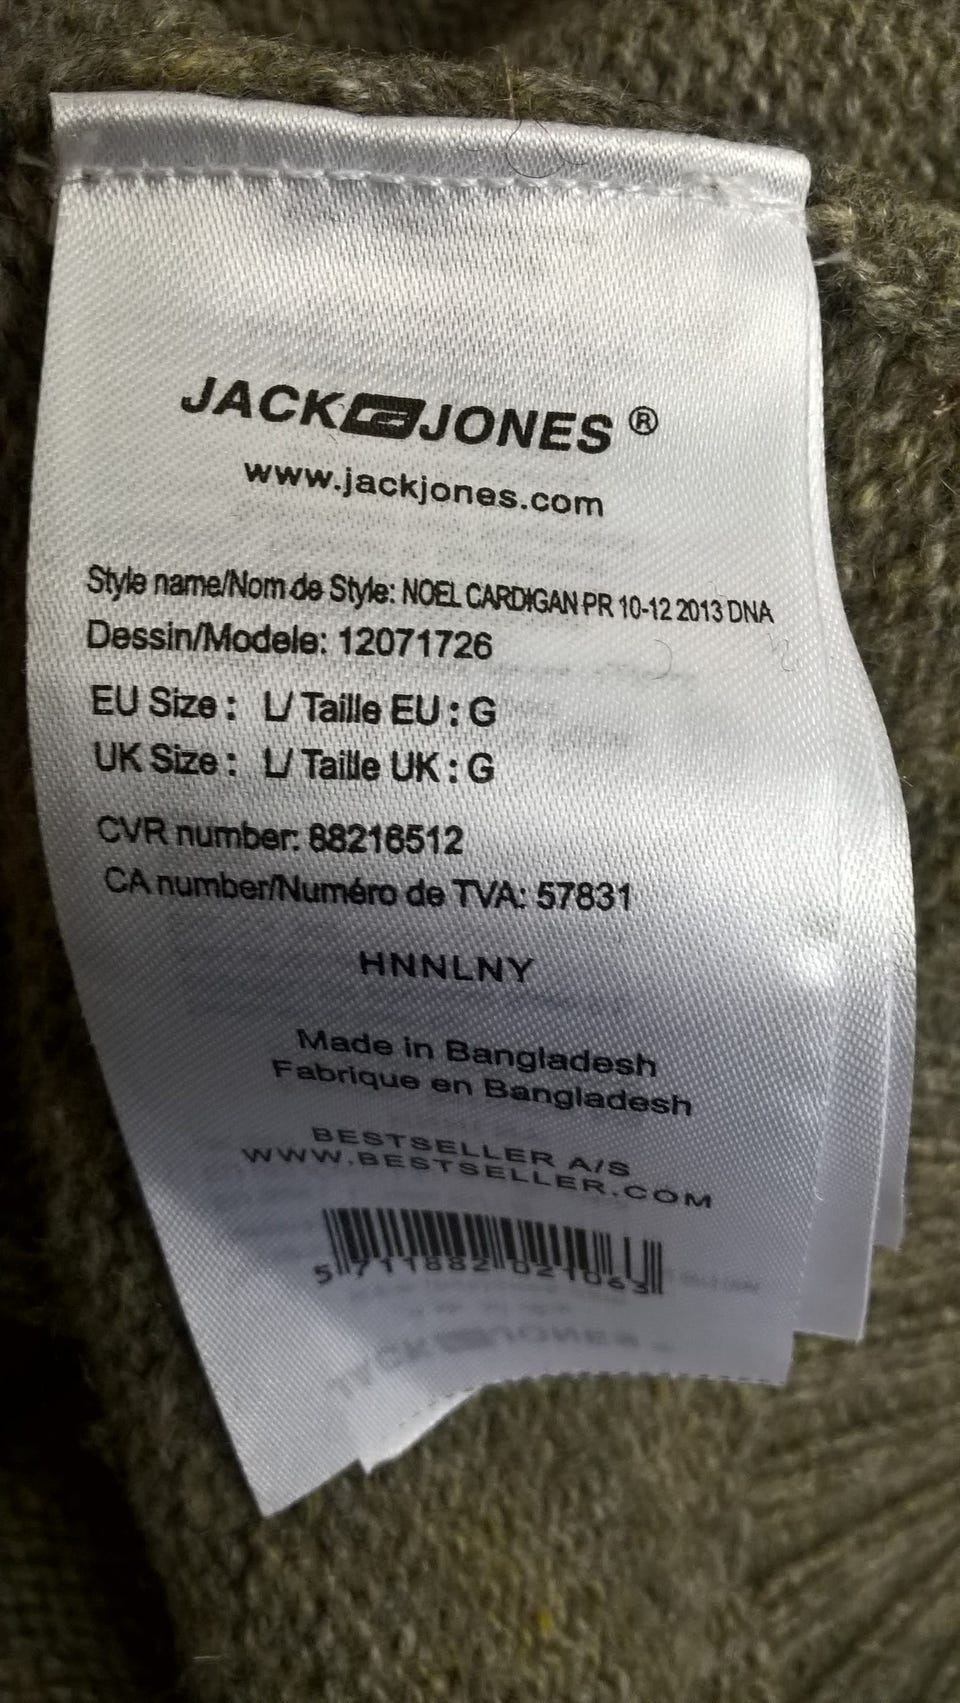 JACK JONES ®
www.jackjones.com
Style name/Nom de Style: NOEL CARDIGAN PR 10-12 2013 DNA
Dessin/Modele: 12071726
EU Size : L/ Taille EU : G
UK Size : L/ Taille UK : G
CVR number: 88216512
CA number/Numéro de TVA: 57831
HNNLNY
Made in Bangladesh
Fabrique en Bangladesh
BESTSELLER A/S
WWW.BESTSELLER.COM
5 711882 021063